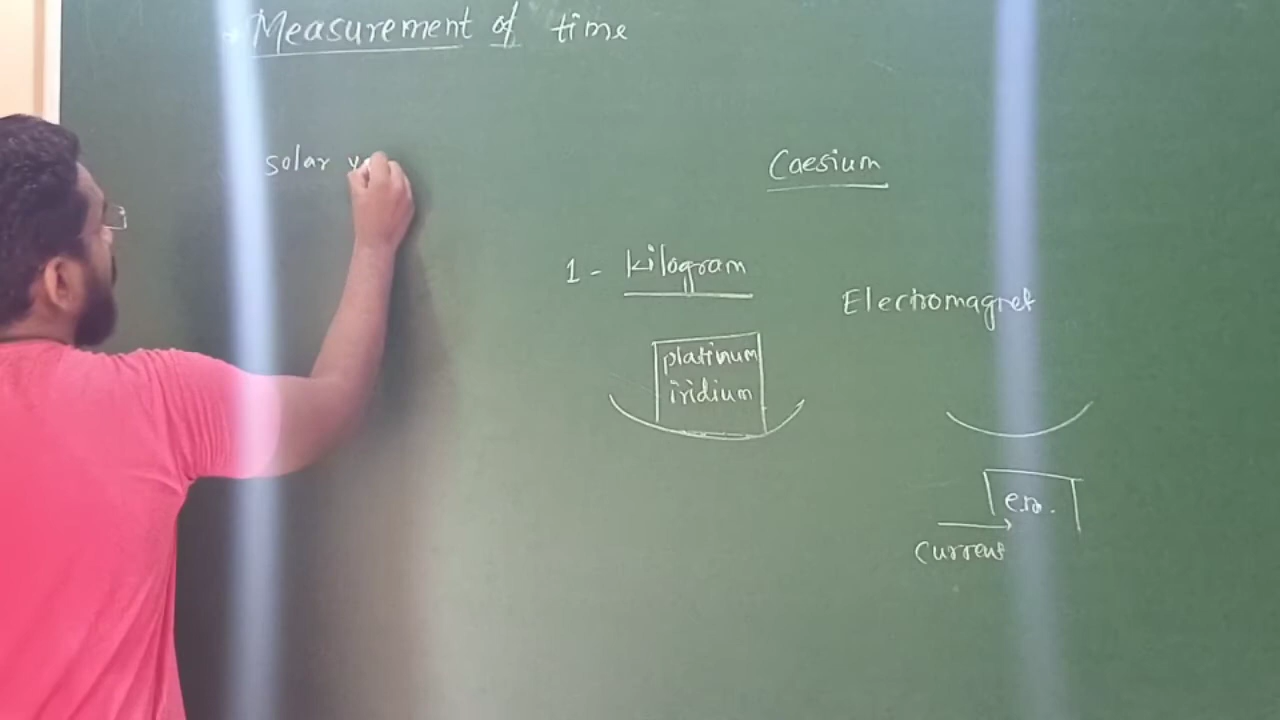 Measurement of time
solar
Caesium
1 - kilogram
Electromagnet
platinum
iridium
e.m.
Current